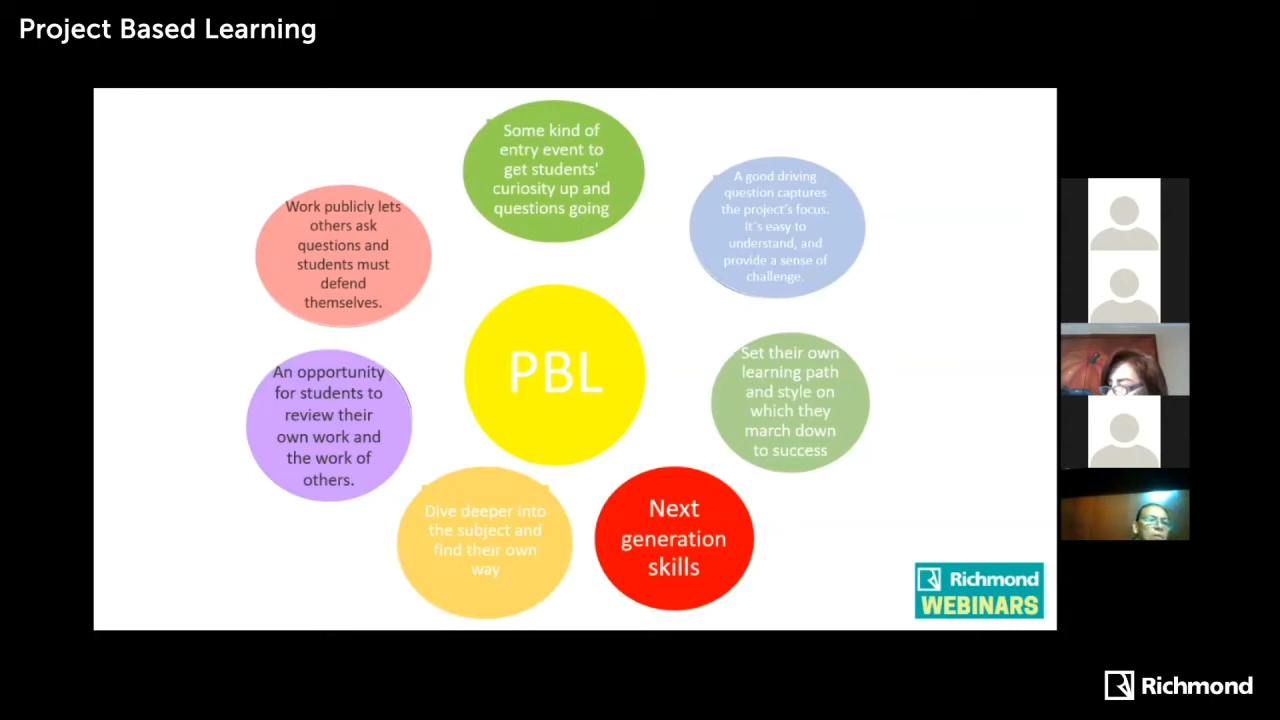 Project Based Learning
Some kind of
entry event to
get students'
curiosity up and
questions going
A good driving
question captures
the project's focus.
It's easy to
understand, and
provide a sense of
challenge.
Set their own
learning path
and style on
which they
march down
to success
Next
generation
skills
Dive deeper into
the subject and
find their own
way
An opportunity
for students to
review their
own work and
the work of
others.
Work publicly lets
others ask
questions and
students must
defend
themselves.
PBL
Richmond
WEBINARS
Richmond